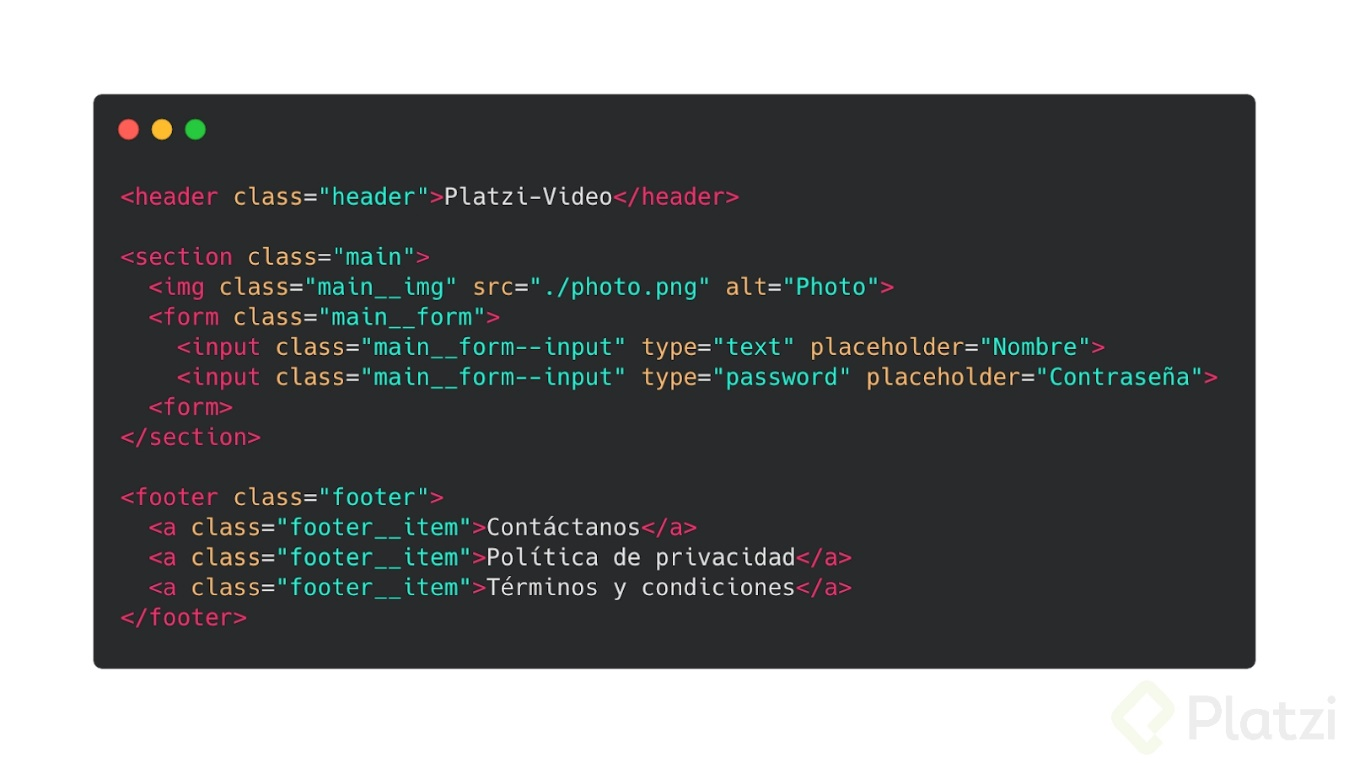 <header class="header">Platzi-Video</header>
<section class="main">
<img class="main__img" src="./photo.png" alt="Photo">
<form class="main__form">
<input class="main__form--input" type="text" placeholder="Nombre">
<input class="main__form--input" type="password" placeholder="Contraseña">
<form>
</section>
<footer class="footer">
<a class="footer__item">Contáctanos</a>
<a class="footer__item">Política de privacidad</a>
<a class="footer__item">Términos y condiciones</a>
</footer>
Platzi